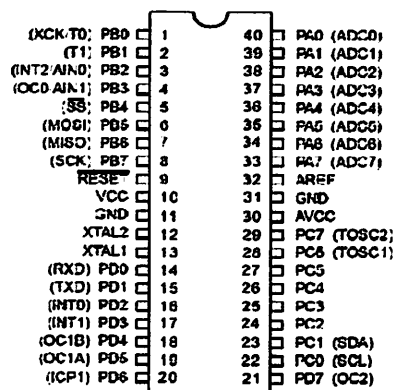 (XCK/T0) PB0 1 40 PA0 (ADC0)
(T1) PB1 2 39 PA1 (ADC1)
(INT2/AIN0) PB2 3 38 PA2 (ADC2)
(OC0/AIN1) PB3 4 37 PA3 (ADC3)
(SS) PB4 5 36 PA4 (ADC4)
(MOSI) PB5 6 35 PA5 (ADC5)
(MISO) PB6 7 34 PA6 (ADC6)
(SCK) PB7 8 33 PA7 (ADC7)
RESET 9 32 AREF
VCC 10 31 GND
GND 11 30 AVCC
XTAL2 12 29 PC7 (TOSC2)
XTAL1 13 28 PC6 (TOSC1)
(RXD) PD0 14 27 PC5
(TXD) PD1 15 26 PC4
(INT0) PD2 16 25 PC3
(INT1) PD3 17 24 PC2
(OC1B) PD4 18 23 PC1 (SDA)
(OC1A) PD5 19 22 PC0 (SCL)
(ICP1) PD6 20 21 PD7 (OC2)